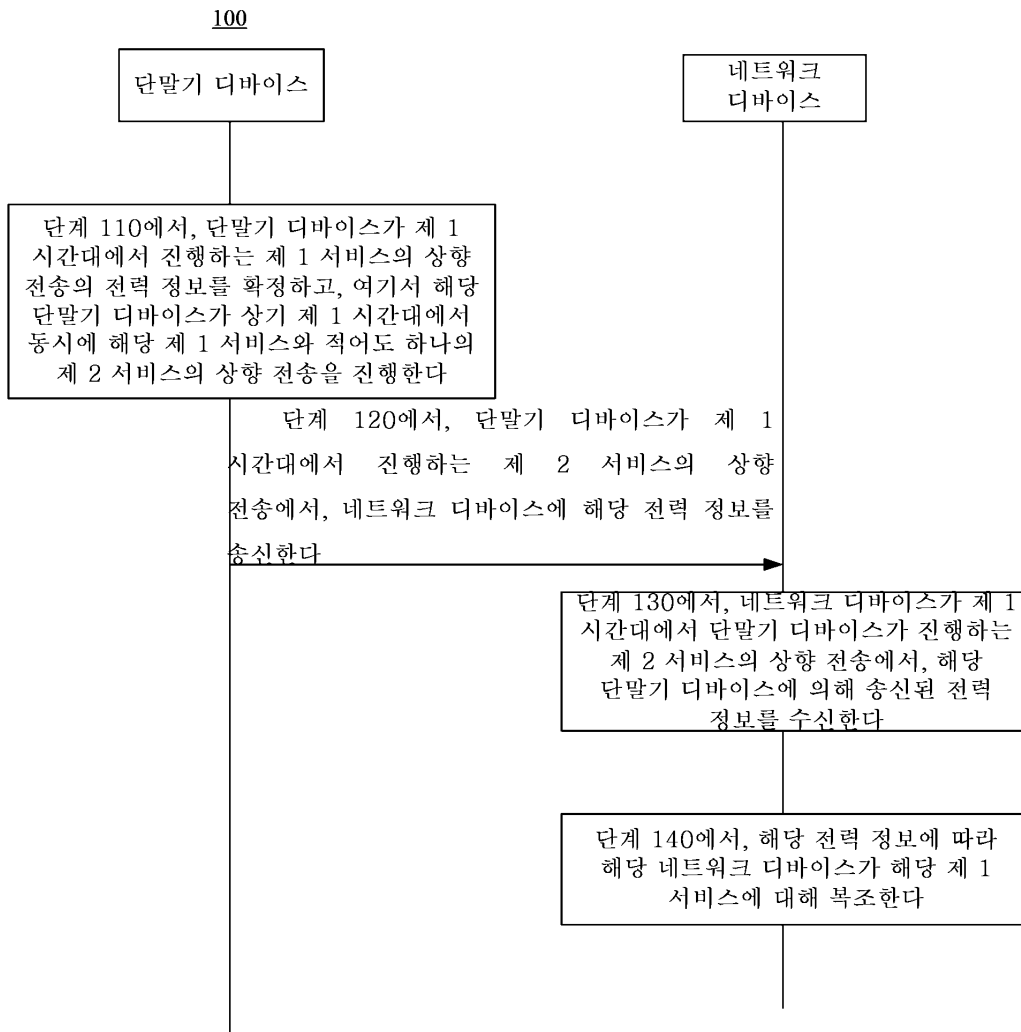 100
단말기 디바이스
네트워크
디바이스
단계 110에서, 단말기 디바이스가 제 1
시간대에서 진행하는 제 1 서비스의 상향
전송의 전력 정보를 확정하고, 여기서 해당
단말기 디바이스가 상기 제 1 시간대에서
동시에 해당 제 1 서비스와 적어도 하나의
제 2 서비스의 상향 전송을 진행한다
단계 120에서, 단말기 디바이스가 제 1
시간대에서 진행하는 제 2 서비스의 상향
전송에서, 네트워크 디바이스에 해당 전력 정보를
송신한다
단계 130에서, 네트워크 디바이스가 제 1
시간대에서 단말기 디바이스가 진행하는
제 2 서비스의 상향 전송에서, 해당
단말기 디바이스에 의해 송신된 전력
정보를 수신한다
단계 140에서, 해당 전력 정보에 따라
해당 네트워크 디바이스가 해당 제 1
서비스에 대해 복조한다